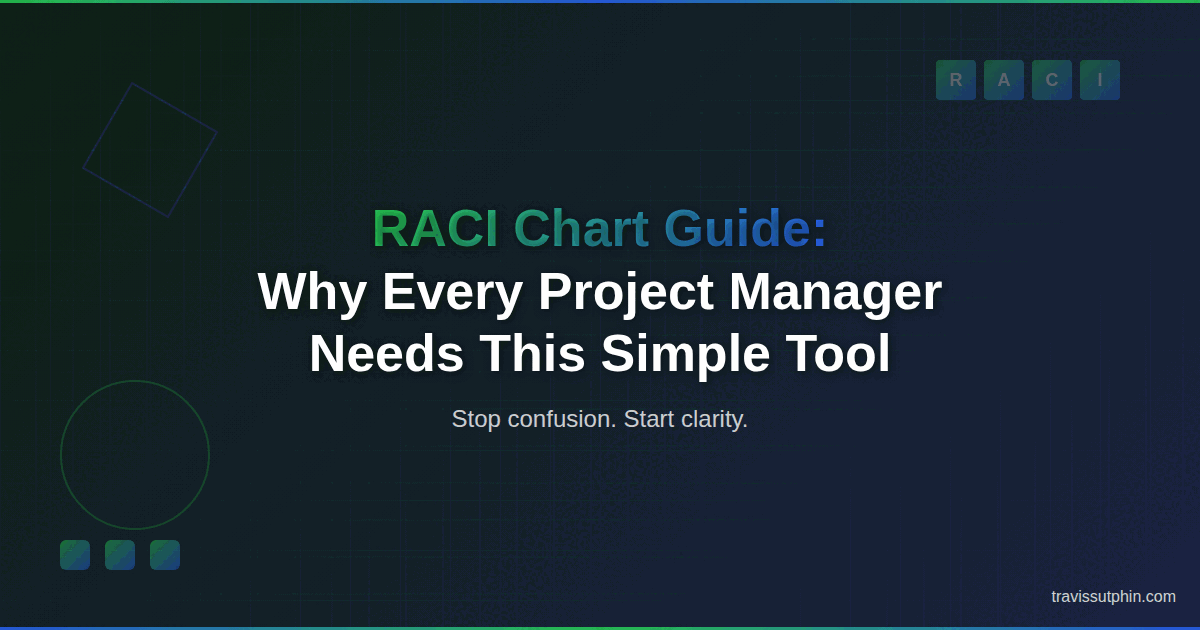 R A C I
RACI Chart Guide:
Why Every Project Manager
Needs This Simple Tool
Stop confusion. Start clarity.
travissutphin.com